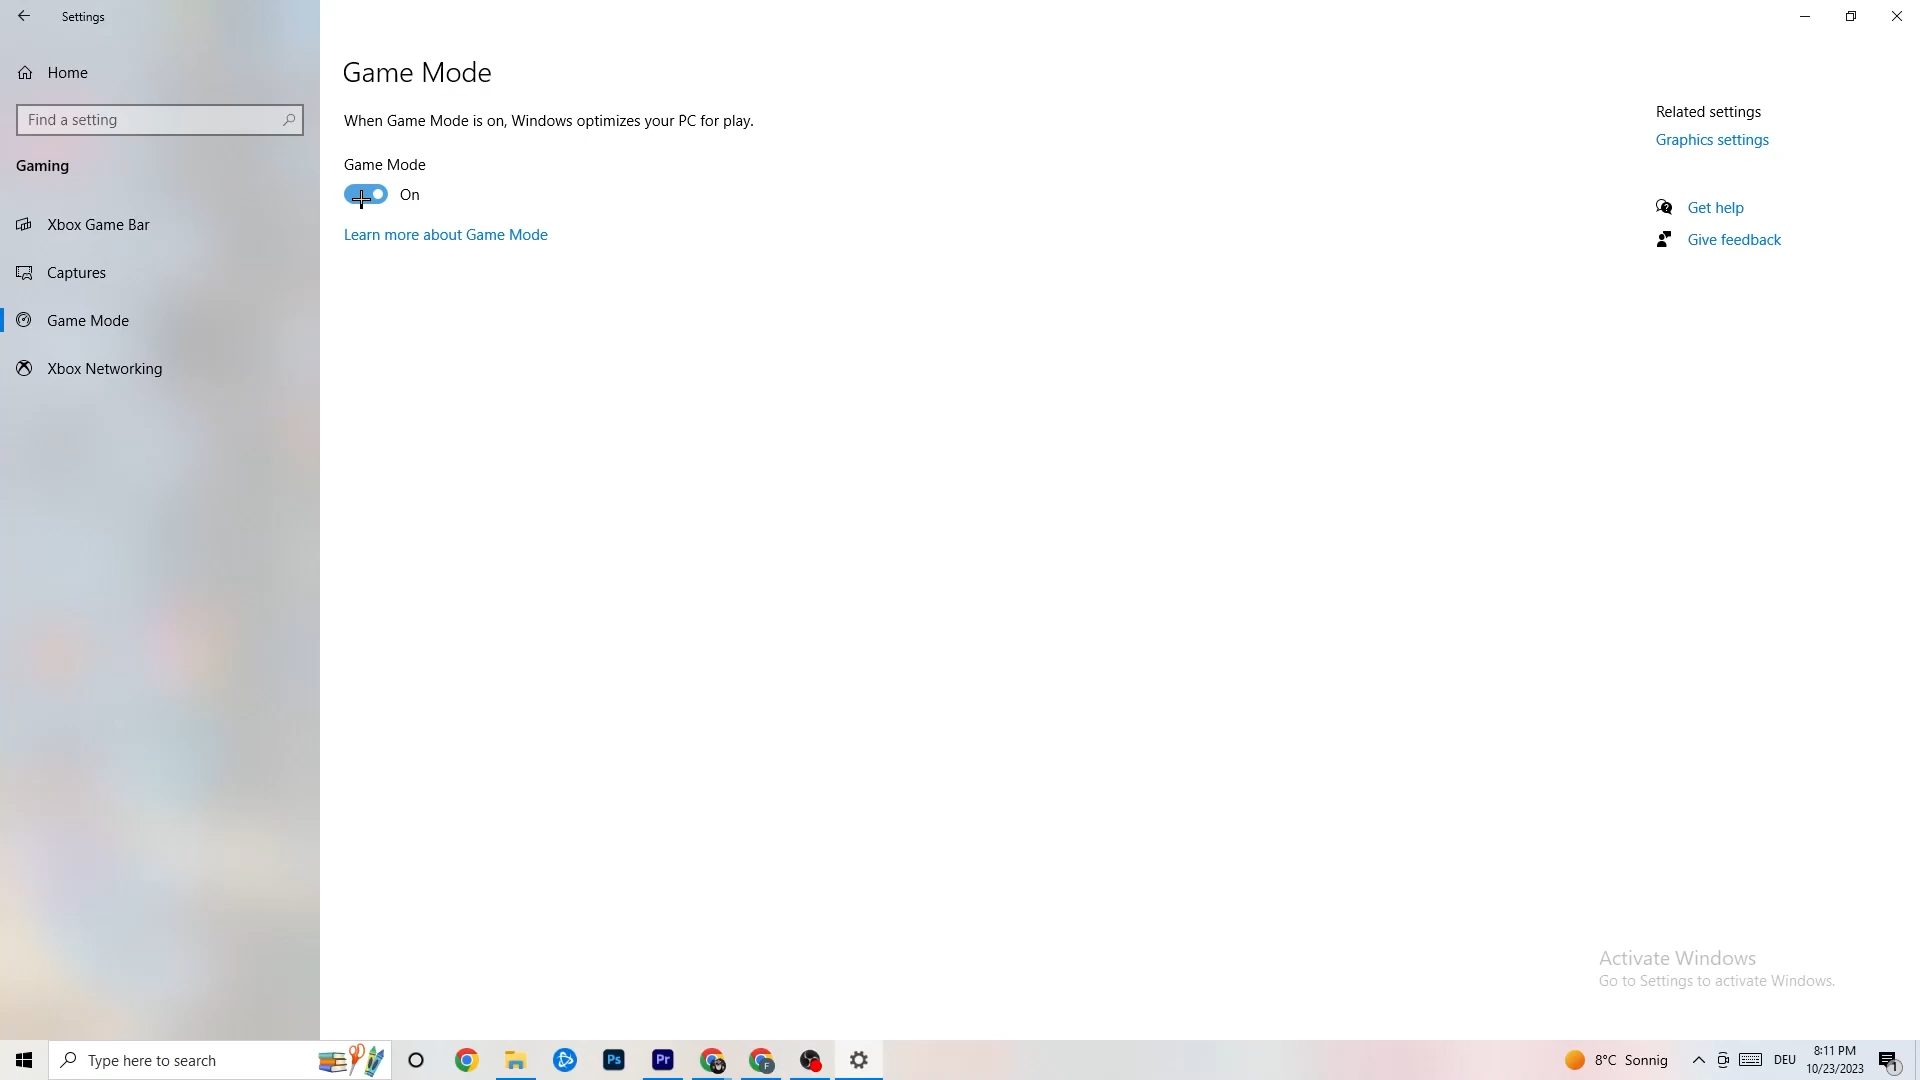 Settings
Home
Find a setting
Gaming
Xbox Game Bar
Captures
Game Mode
Xbox Networking
Game Mode
When Game Mode is on, Windows optimizes your PC for play.
Game Mode
On
Learn more about Game Mode
Related settings
Graphics settings
Get help
Give feedback
Activate Windows
Go to Settings to activate Windows.
Type here to search
Ps
Pr
F
8°C Sonnig
DEU
8:11 PM
10/23/2023
1